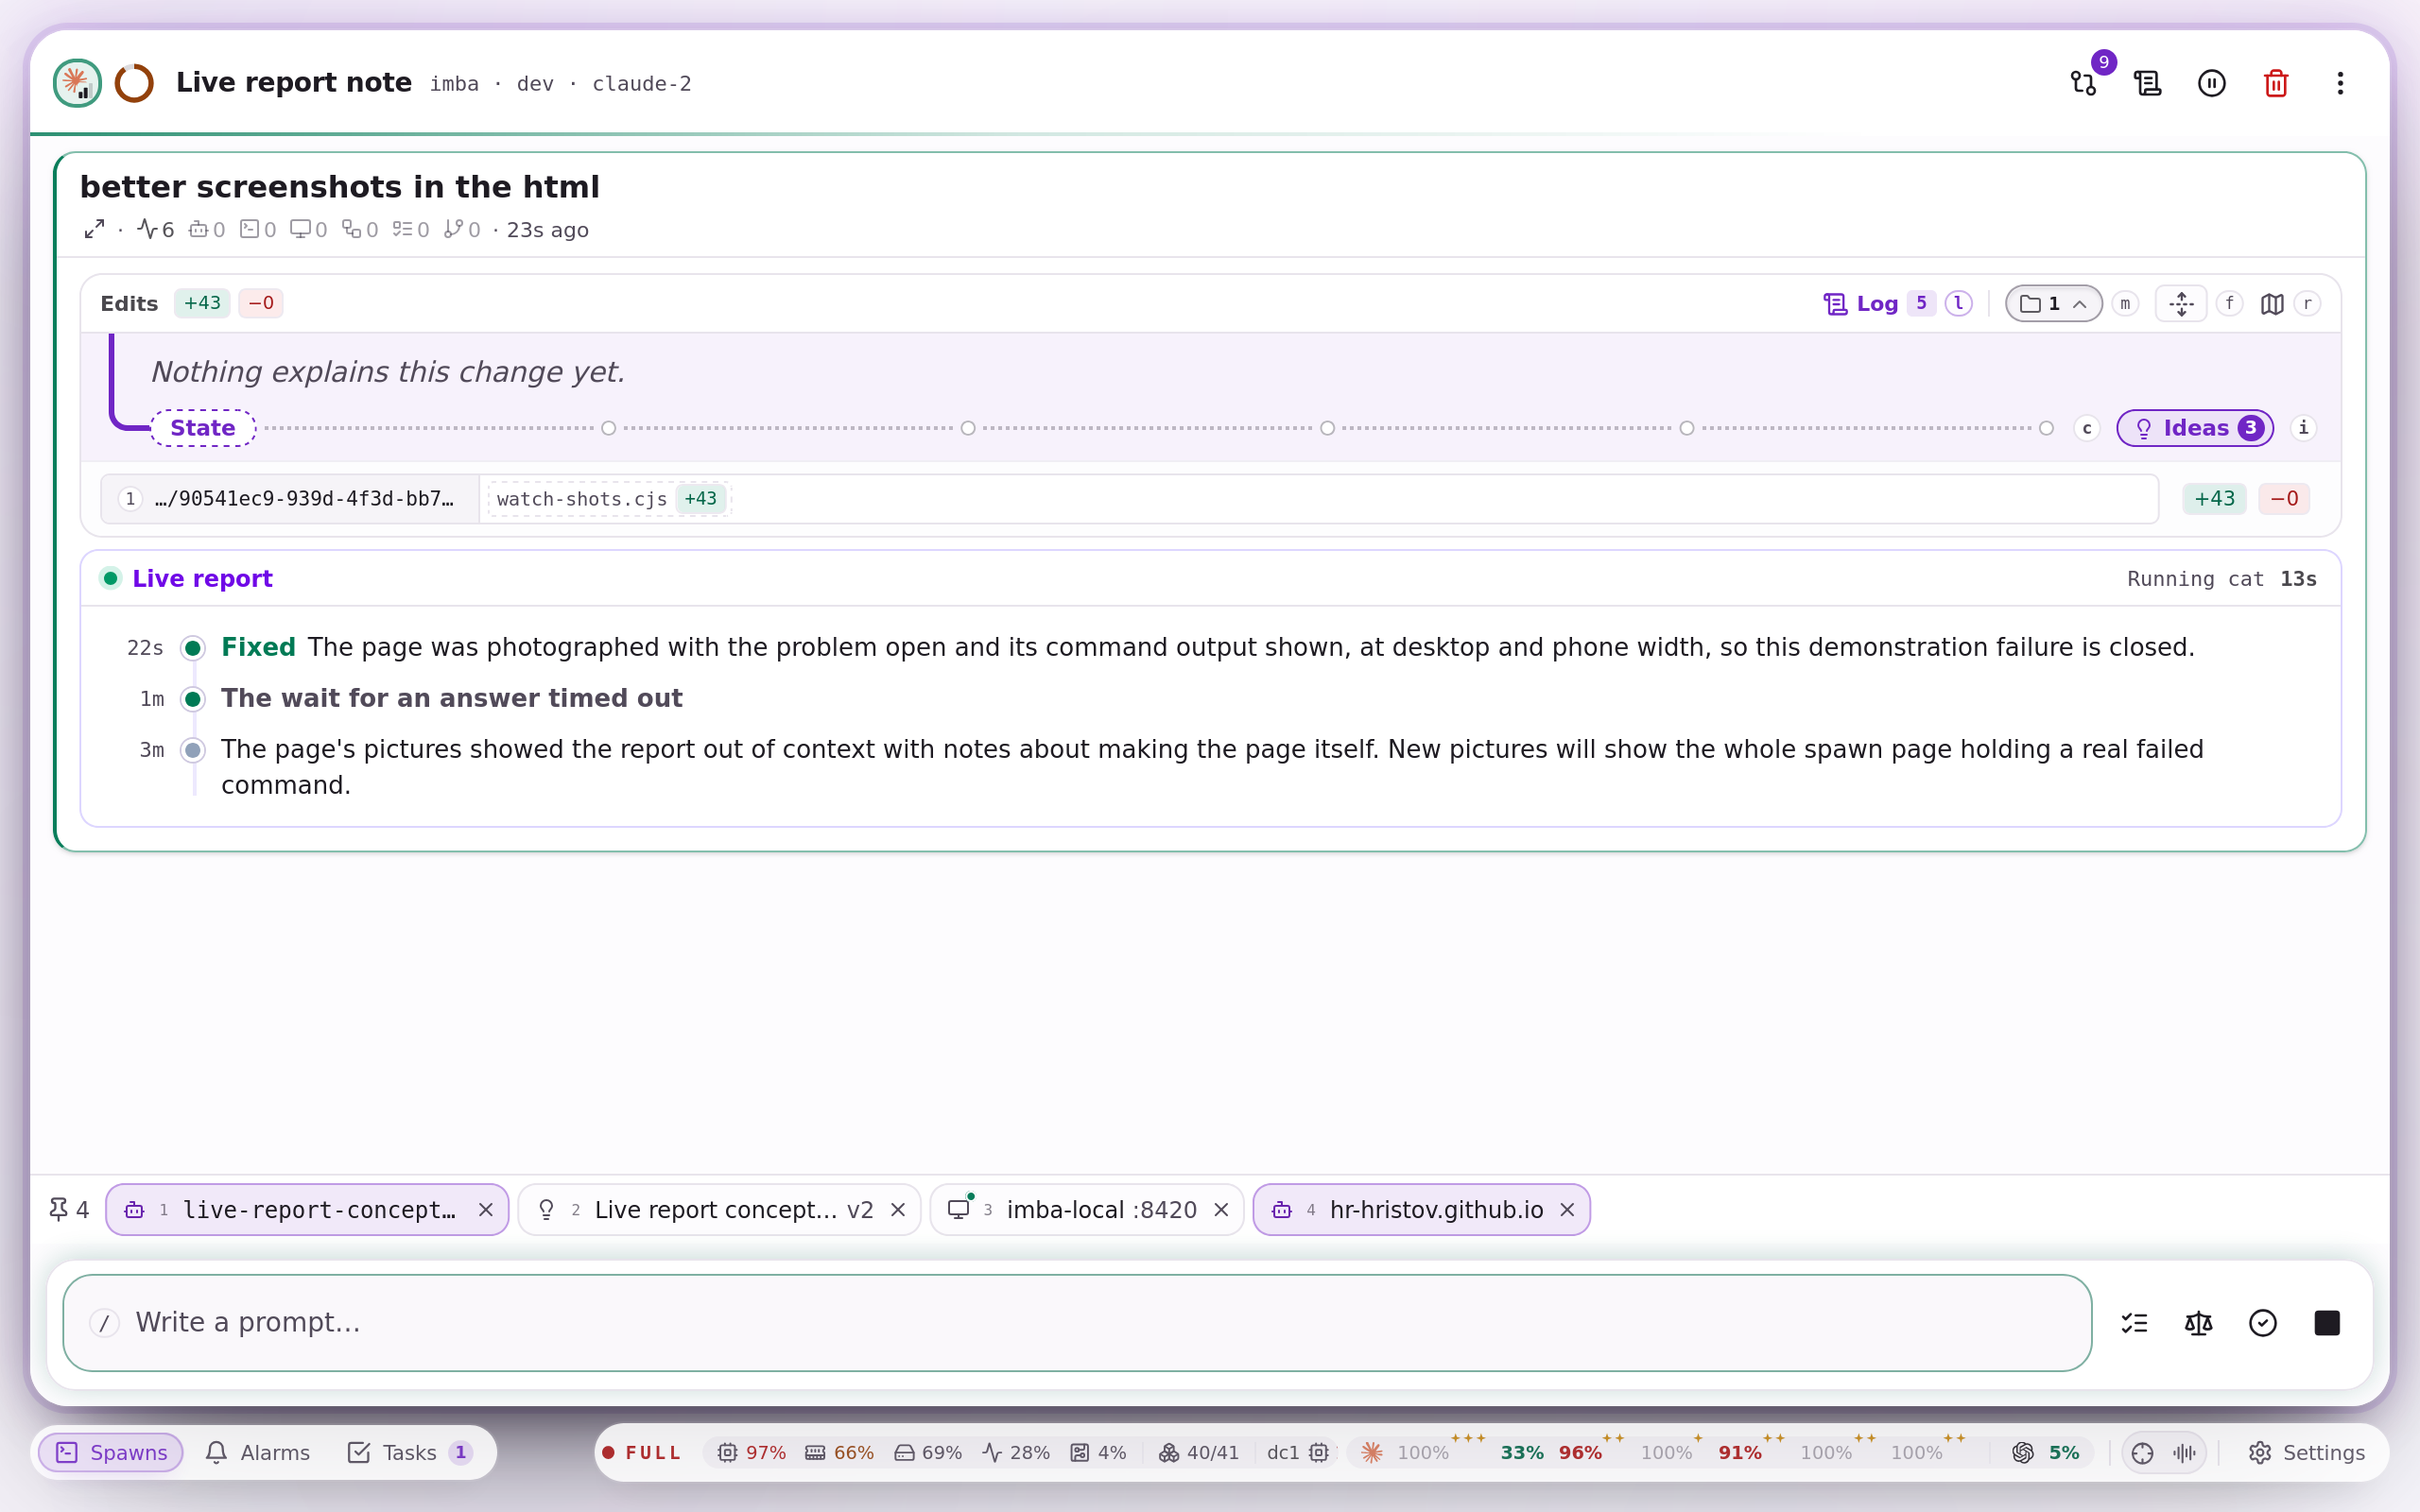 9
Live report note imba · dev · claude-2
better screenshots in the html
· 6 0 0 0 0 0 0 · 23s ago
Edits +43 −0 Log 5 l 1 m f r
Nothing explains this change yet.
State c Ideas 3 i
1 …/90541ec9-939d-4f3d-bb7… watch-shots.cjs +43 +43 −0
Live report Running cat 13s
22s Fixed The page was photographed with the problem open and its command output shown, at desktop and phone width, so this demonstration failure is closed.
1m The wait for an answer timed out
3m The page's pictures showed the report out of context with notes about making the page itself. New pictures will show the whole spawn page holding a real failed
command.
4 1 live-report-concept… 2 Live report concept… v2 3 imba-local :8420 4 hr-hristov.github.io
/ Write a prompt…
Spawns Alarms Tasks 1 FULL 97% 66% 69% 28% 4% 40/41 dc1 100% 33% 96% 100% 91% 100% 100% 5% Settings